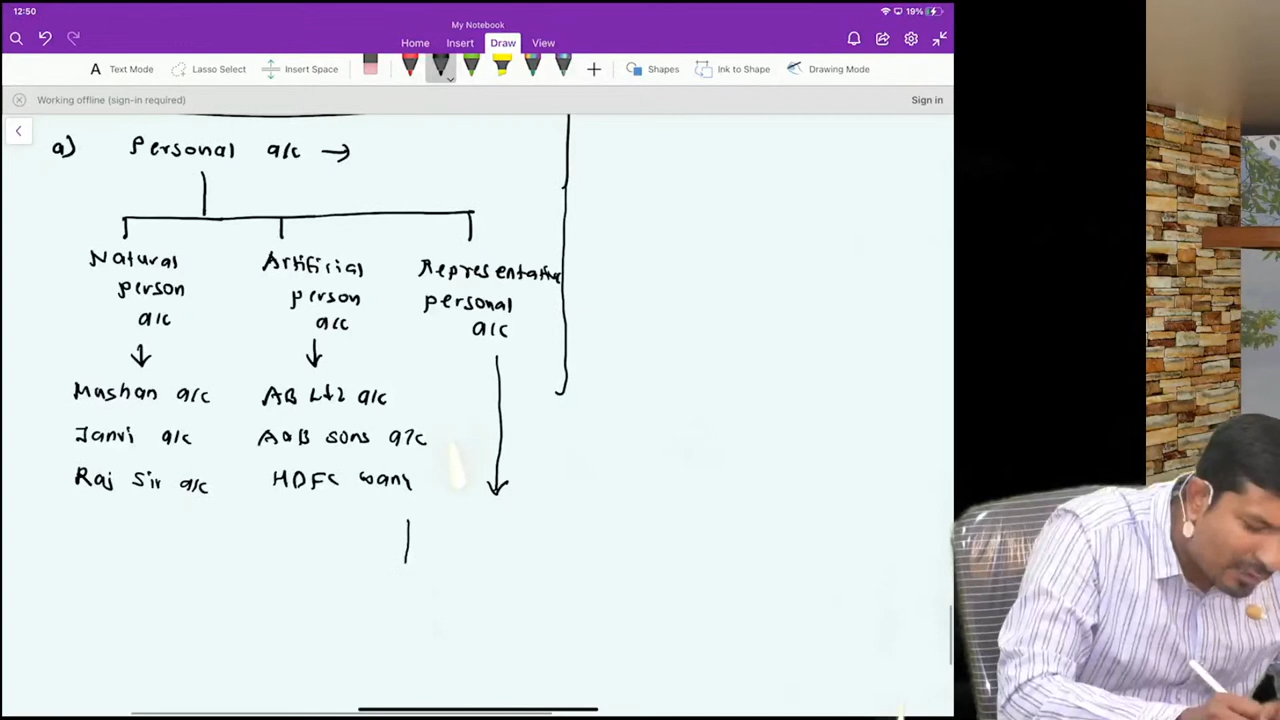 12:50
19%
My Notebook
Home Insert Draw View
Text Mode Lasso Select Insert Space Shapes Ink to Shape Drawing Mode
Working offline (sign-in required) Sign in
a) Personal a/c →
Natural person a/c
Artificial person a/c
Representative personal a/c
Mushan a/c
Janvi a/c
Raj Sir a/c
AB Ltd a/c
A&B sons a/c
HDFC Bank